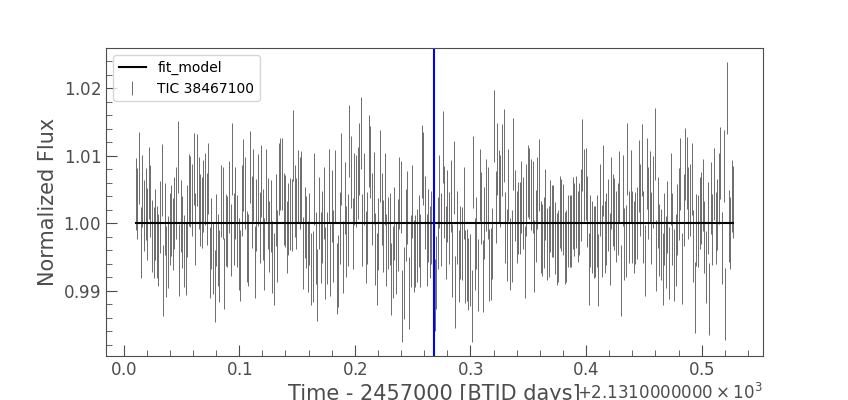 fit_model
TIC 38467100
1.02
1.01
1.00
0.99
Normalized Flux
0.0 0.1 0.2 0.3 0.4 0.5
Time - 2457000 [BTJD days]
+2.1310000000 × 10³